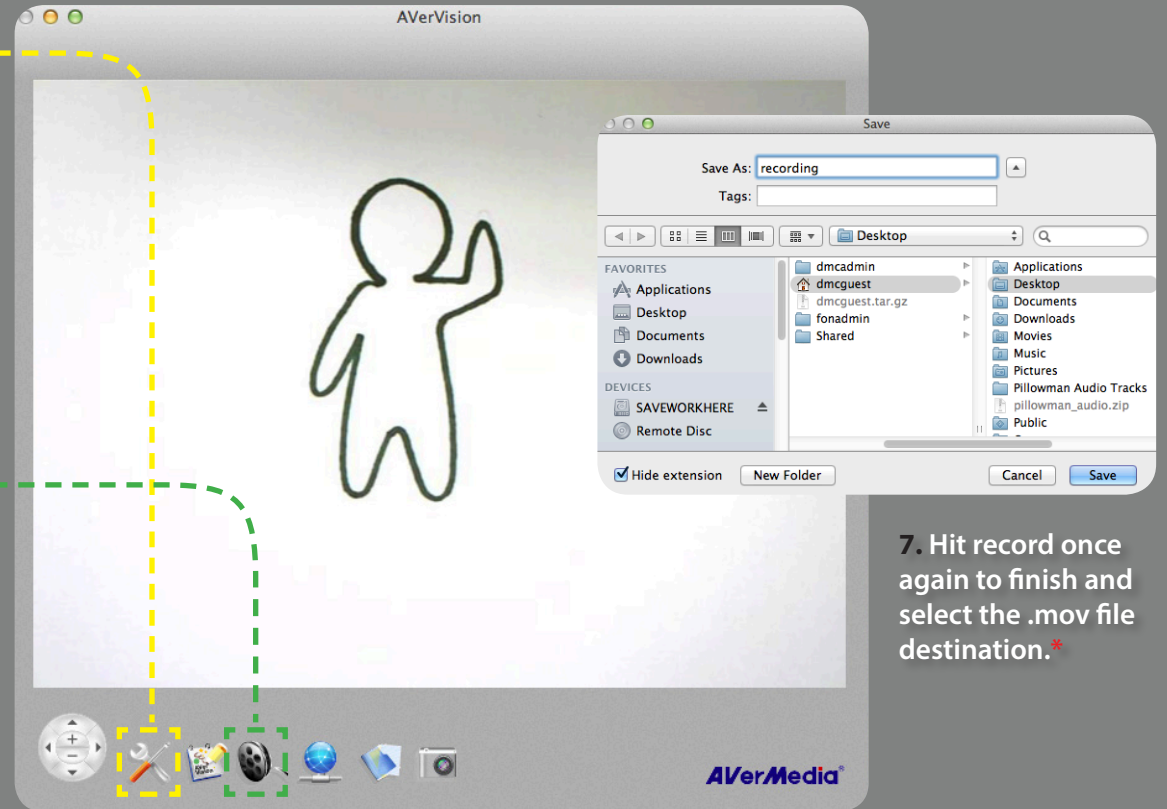 AVerVision
Save
Save As: recording
Tags:
Desktop
FAVORITES
Applications
Desktop
Documents
Downloads
DEVICES
SAVEWORKHERE
Remote Disc
dmcadmin
dmcguest
dmcguest.tar.gz
fonadmin
Shared
Applications
Desktop
Documents
Downloads
Movies
Music
Pictures
Pillowman Audio Tracks
pillowman_audio.zip
Public
Hide extension New Folder Cancel Save
7. Hit record once
again to finish and
select the .mov file
destination.*
AVerMedia®